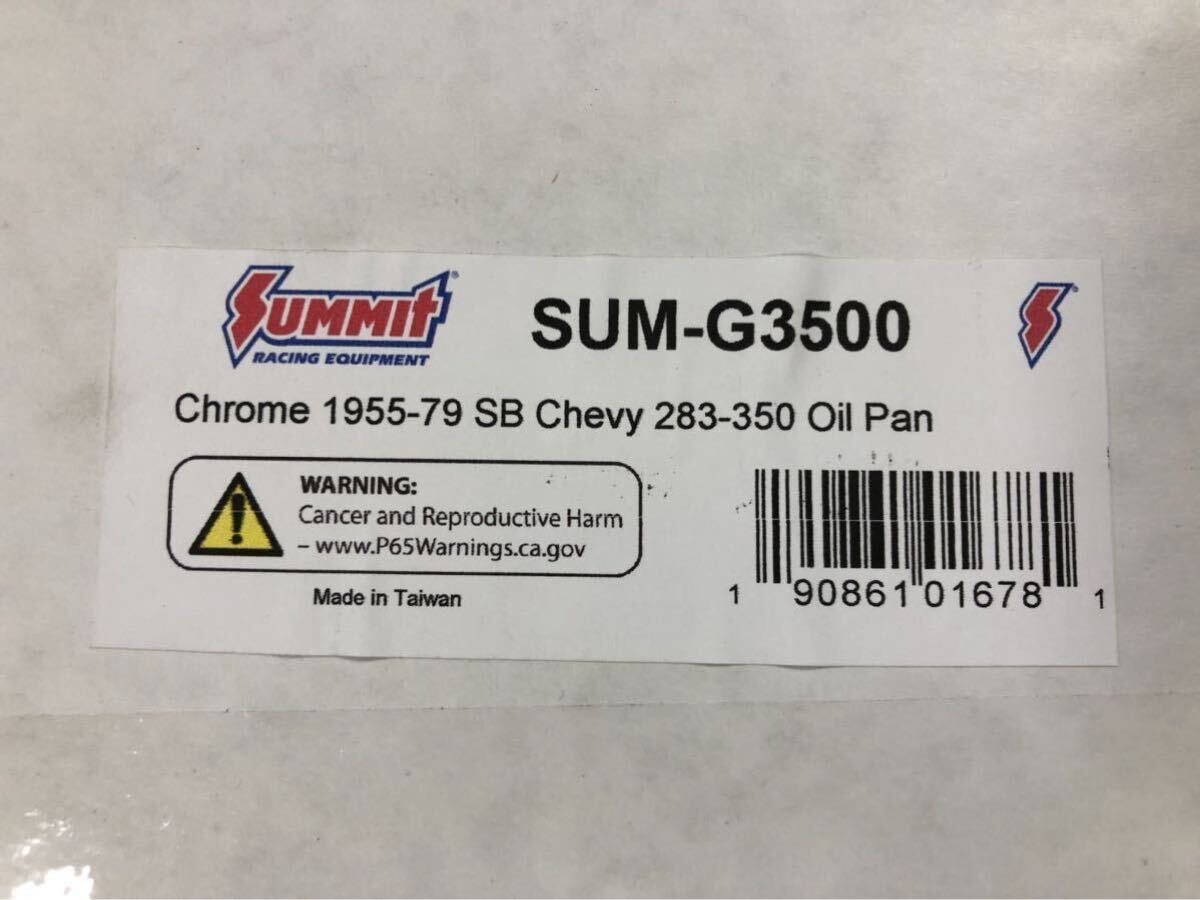 SUMMIT®
RACING EQUIPMENT
SUM-G3500
®
Chrome 1955-79 SB Chevy 283-350 Oil Pan
WARNING:
Cancer and Reproductive Harm
– www.P65Warnings.ca.gov
Made in Taiwan
1 90861 01678 1